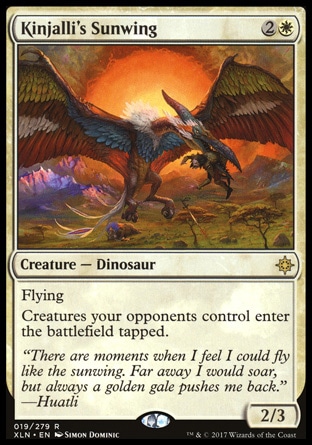 Kinjalli's Sunwing 2
Creature — Dinosaur
Flying
Creatures your opponents control enter
the battlefield tapped.
“There are moments when I feel I could fly
like the sunwing. Far away I would soar,
but always a golden gale pushes me back.”
—Huatli
019/279 R
XLN • EN SIMON DOMINIC
™ & © 2017 Wizards of the Coast
2/3